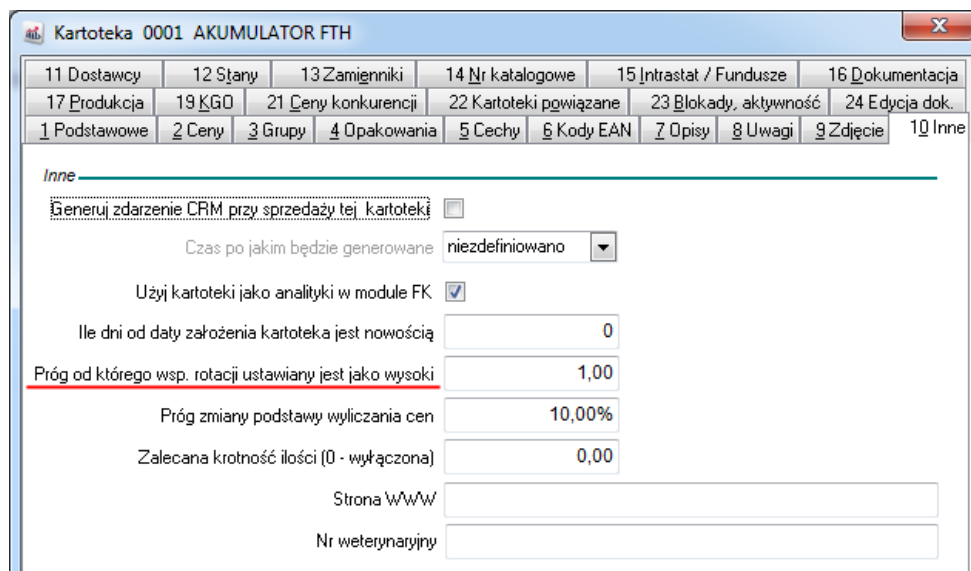 Kartoteka 0001 AKUMULATOR FTH
11 Dostawcy 12 Stany 13 Zamienniki 14 Nr katalogowe 15 Intrastat / Fundusze 16 Dokumentacja
17 Produkcja 19 KGO 21 Ceny konkurencji 22 Kartoteki powiązane 23 Blokady, aktywność 24 Edycja dok.
1 Podstawowe 2 Ceny 3 Grupy 4 Opakowania 5 Cechy 6 Kody EAN 7 Opisy 8 Uwagi 9 Zdjęcie 10 Inne
Inne
Generuj zdarzenie CRM przy sprzedaży tej kartoteki
Czas po jakim będzie generowane niezdefiniowano
Użyj kartoteki jako analityki w module FK
Ile dni od daty założenia kartoteka jest nowością 0
Próg od którego wsp. rotacji ustawiany jest jako wysoki 1,00
Próg zmiany podstawy wyliczania cen 10,00%
Zalecana krotność ilości (0 - wyłączona) 0,00
Strona WWW
Nr weterynaryjny